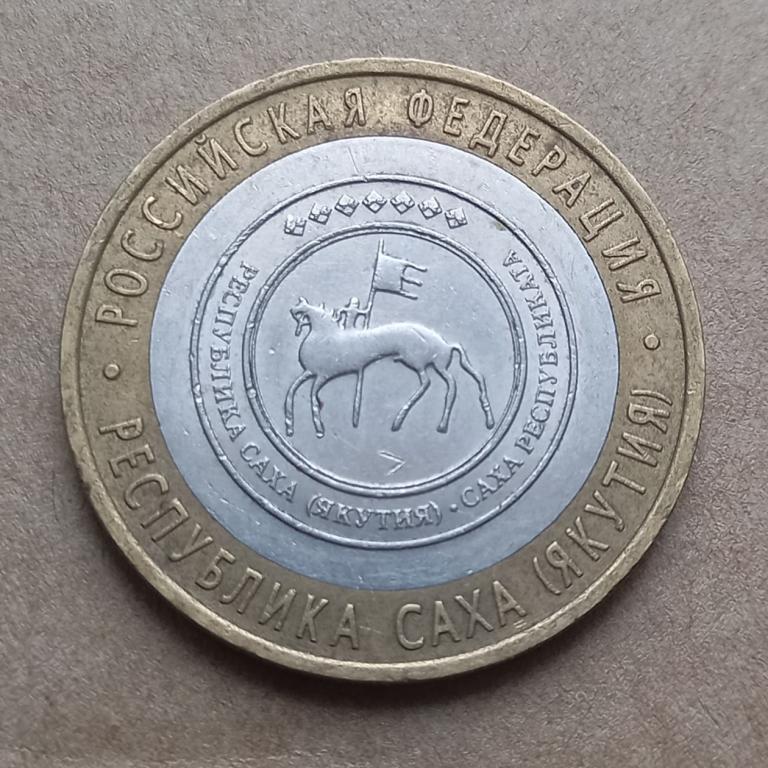 РОССИЙСКАЯ ФЕДЕРАЦИЯ
• РЕСПУБЛИКА САХА (ЯКУТИЯ) •
РЕСПУБЛИКА САХА (ЯКУТИЯ) • САХА РЕСПУБЛИКАТА